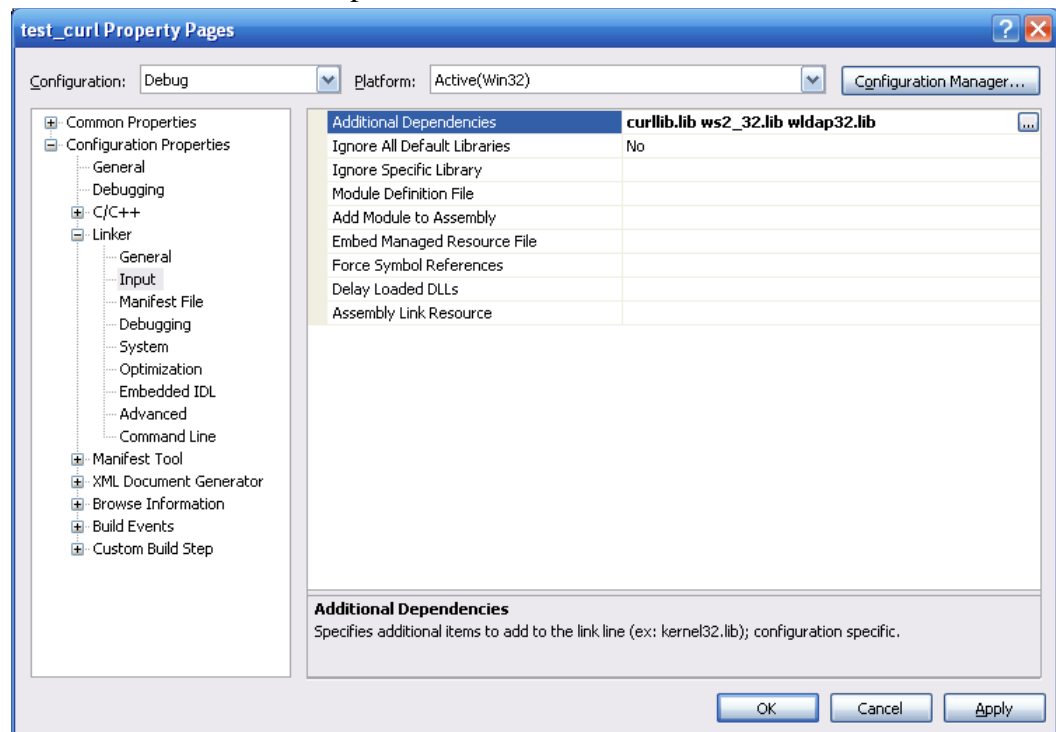 test_curl Property Pages
Configuration: Debug Platform: Active(Win32) Configuration Manager...
Common Properties
Configuration Properties
General
Debugging
C/C++
Linker
General
Input
Manifest File
Debugging
System
Optimization
Embedded IDL
Advanced
Command Line
Manifest Tool
XML Document Generator
Browse Information
Build Events
Custom Build Step
Additional Dependencies curllib.lib ws2_32.lib wldap32.lib ...
Ignore All Default Libraries No
Ignore Specific Library
Module Definition File
Add Module to Assembly
Embed Managed Resource File
Force Symbol References
Delay Loaded DLLs
Assembly Link Resource
Additional Dependencies
Specifies additional items to add to the link line (ex: kernel32.lib); configuration specific.
OK Cancel Apply